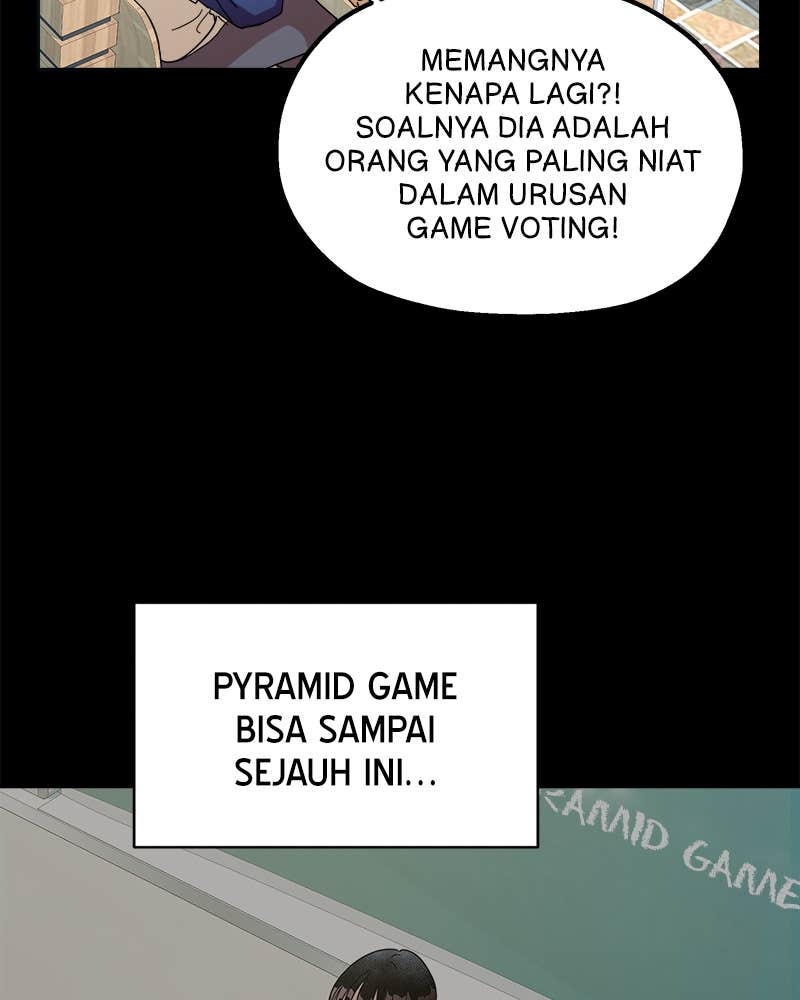 MEMANGNYA
KENAPA LAGI?!
SOALNYA DIA ADALAH
ORANG YANG PALING NIAT
DALAM URUSAN
GAME VOTING!
PYRAMID GAME
BISA SAMPAI
SEJAUH INI...
RAMID GAME